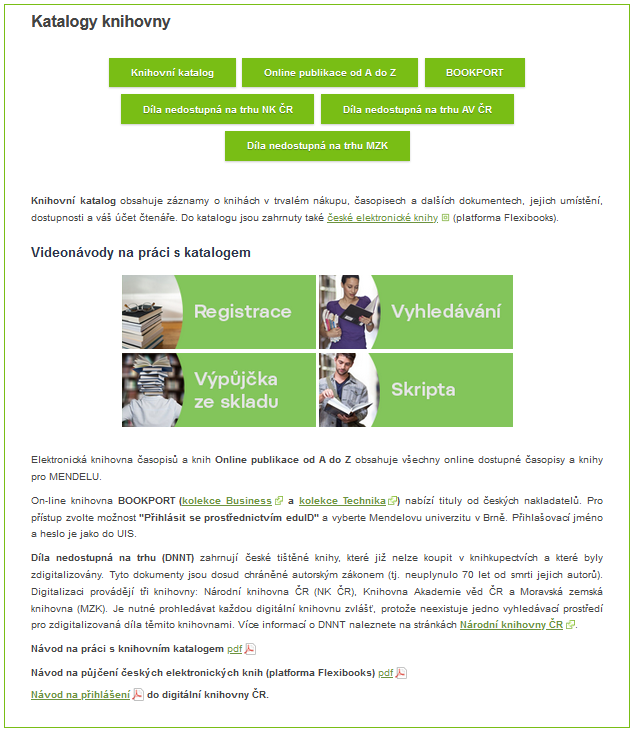 Katalogy knihovny
Knihovní katalog
Online publikace od A do Z
BOOKPORT
Díla nedostupná na trhu NK ČR
Díla nedostupná na trhu AV ČR
Díla nedostupná na trhu MZK
Knihovní katalog obsahuje záznamy o knihách v trvalém nákupu, časopisech a dalších dokumentech, jejich umístění,
dostupnosti a váš účet čtenáře. Do katalogu jsou zahrnuty také české elektronické knihy (platforma Flexibooks).
Videonávody na práci s katalogem
Registrace
Vyhledávání
Výpůjčka
ze skladu
Skripta
Elektronická knihovna časopisů a knih Online publikace od A do Z obsahuje všechny online dostupné časopisy a knihy
pro MENDELU.
On-line knihovna BOOKPORT (kolekce Business a kolekce Technika) nabízí tituly od českých nakladatelů. Pro
přístup zvolte možnost "Přihlásit se prostřednictvím eduID" a vyberte Mendelovu univerzitu v Brně. Přihlašovací jméno
a heslo je jako do UIS.
Díla nedostupná na trhu (DNNT) zahrnují české tištěné knihy, které již nelze koupit v knihkupectvích a které byly
zdigitalizovány. Tyto dokumenty jsou dosud chráněné autorským zákonem (tj. neuplynulo 70 let od smrti jejich autorů).
Digitalizaci provádějí tři knihovny: Národní knihovna ČR (NK ČR), Knihovna Akademie věd ČR a Moravská zemská
knihovna (MZK). Je nutné prohledávat každou digitální knihovnu zvlášť, protože neexistuje jedno vyhledávací prostředí
pro zdigitalizovaná díla těmito knihovnami. Více informací o DNNT naleznete na stránkách Národní knihovny ČR.
Návod na práci s knihovním katalogem pdf
Návod na půjčení českých elektronických knih (platforma Flexibooks) pdf
Návod na přihlášení do digitální knihovny ČR.